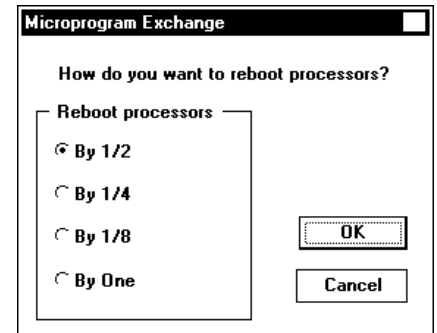 Microprogram Exchange
How do you want to reboot processors?
Reboot processors
By 1/2
By 1/4
By 1/8
By One
OK
Cancel